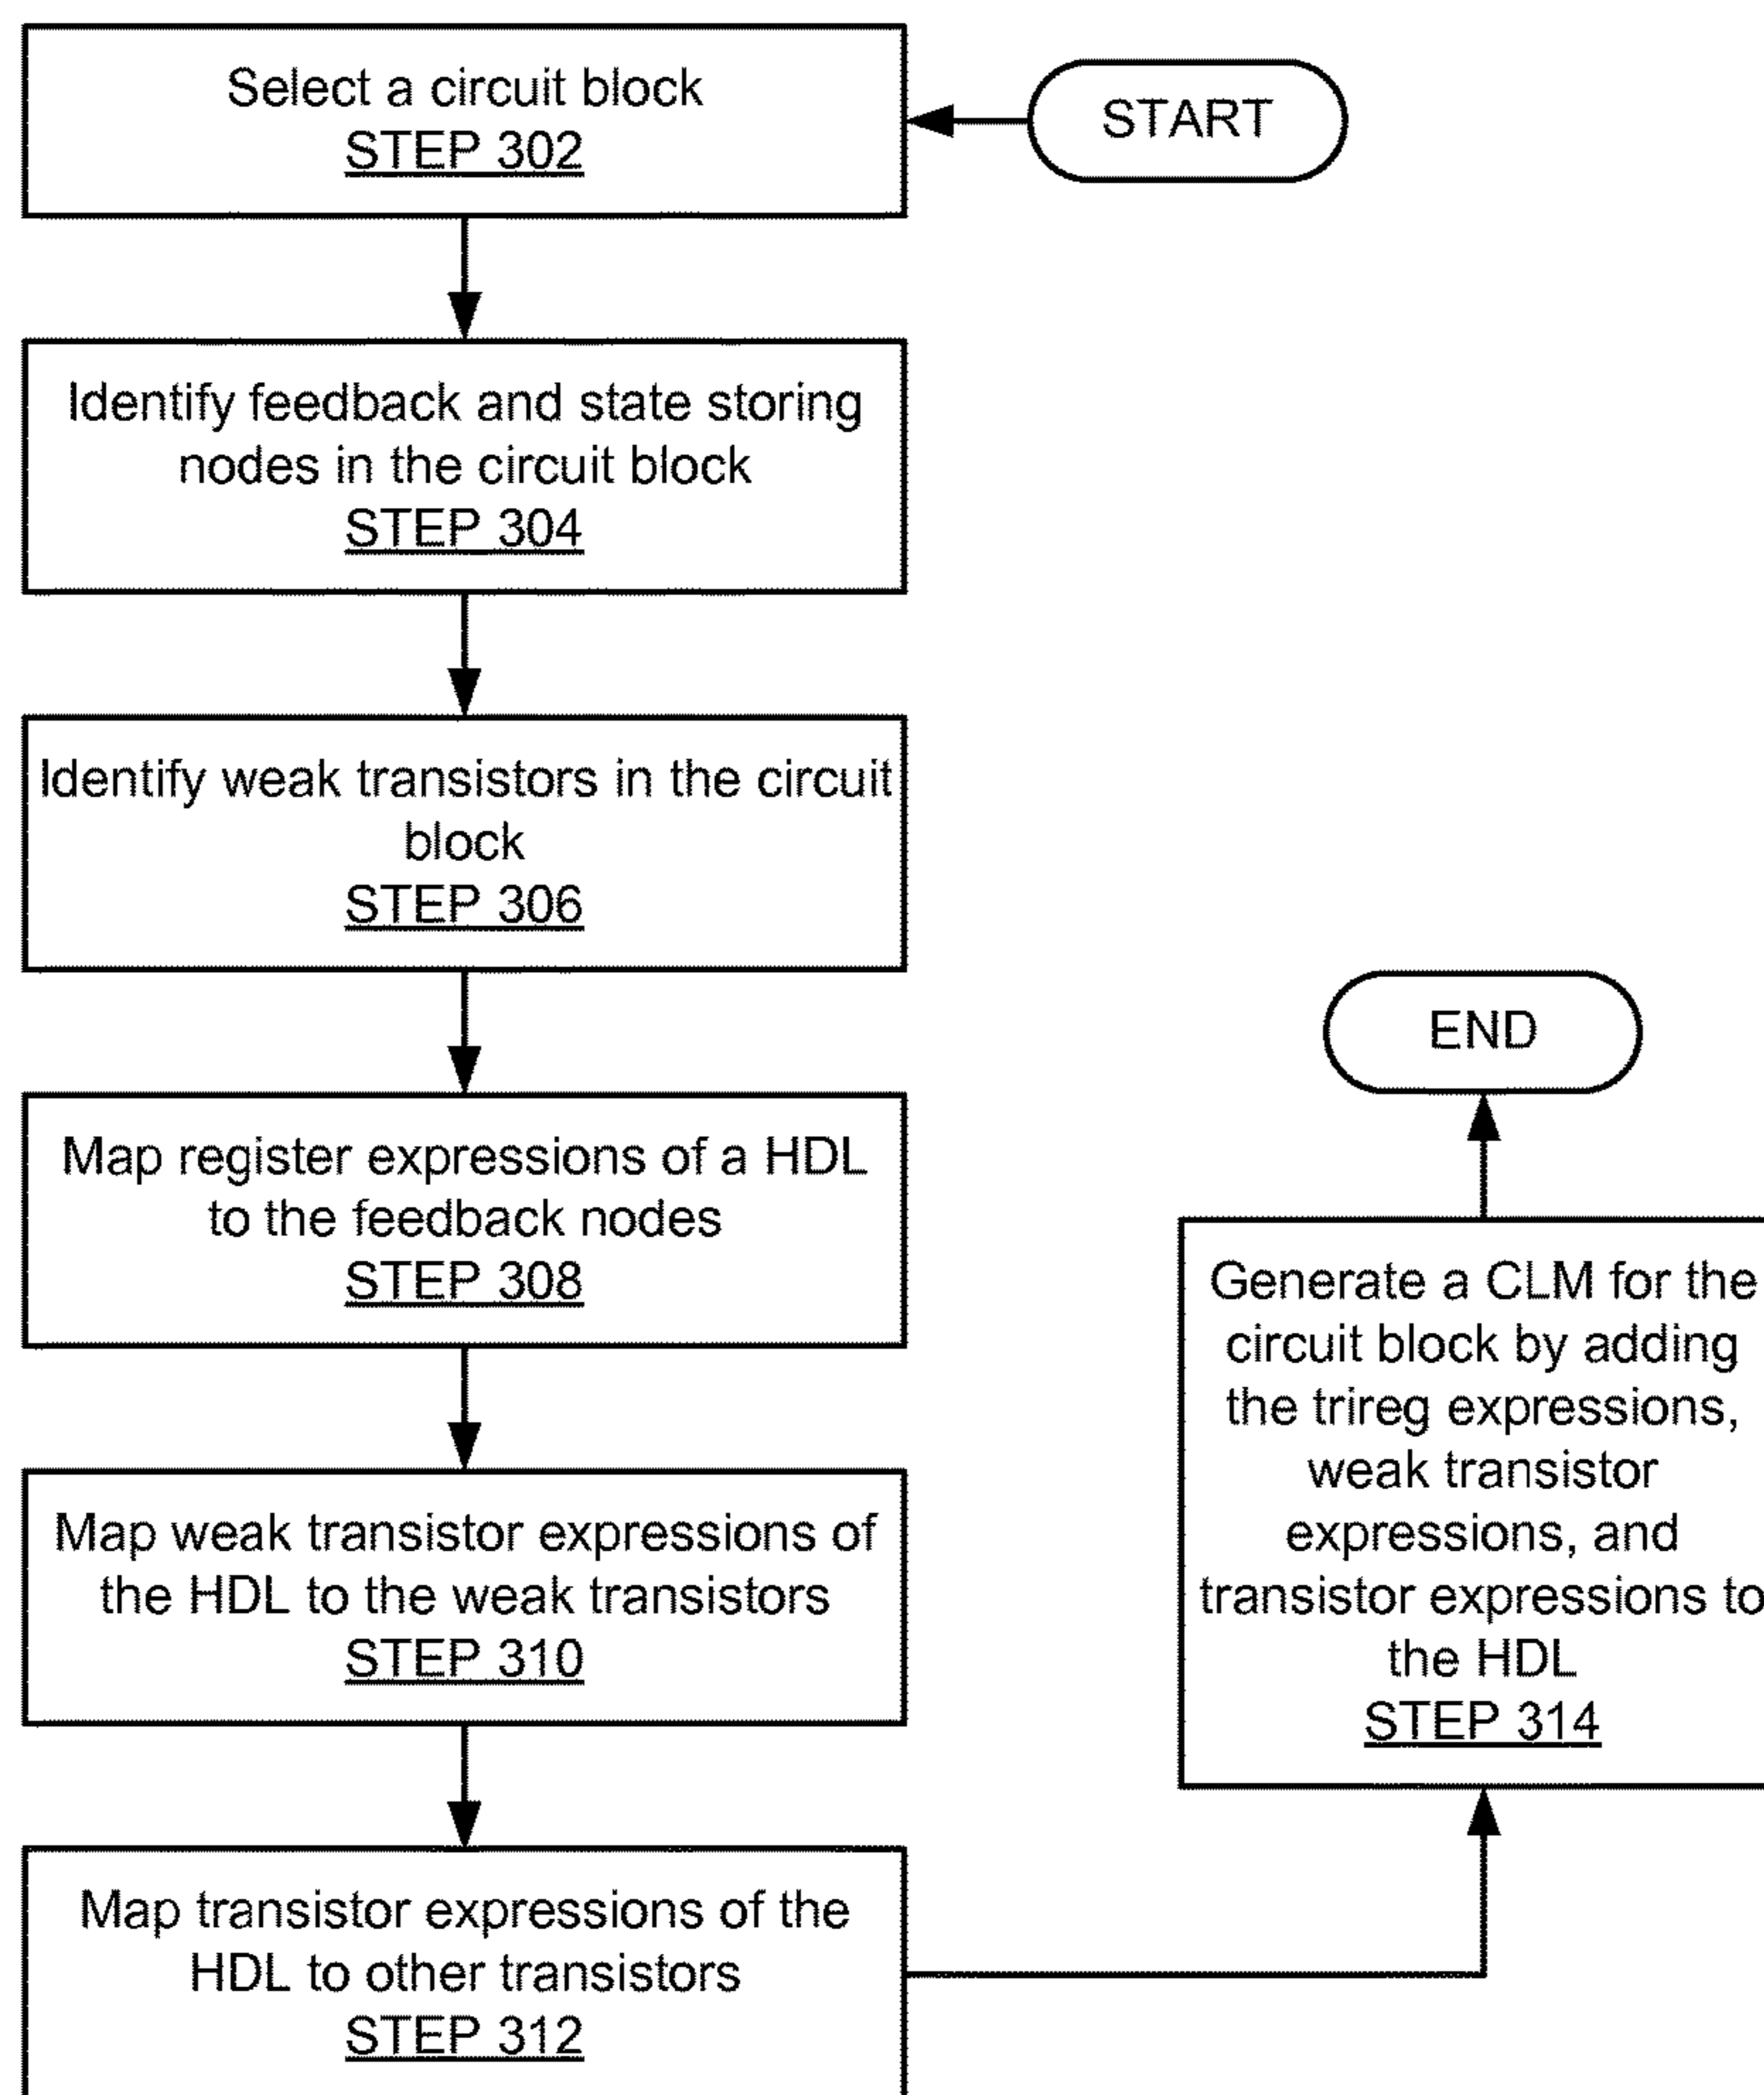 START
Select a circuit block
STEP 302
Identify feedback and state storing
nodes in the circuit block
STEP 304
Identify weak transistors in the circuit
block
STEP 306
Map register expressions of a HDL
to the feedback nodes
STEP 308
Map weak transistor expressions of
the HDL to the weak transistors
STEP 310
Map transistor expressions of the
HDL to other transistors
STEP 312
Generate a CLM for the
circuit block by adding
the trireg expressions,
weak transistor
expressions, and
transistor expressions to
the HDL
STEP 314
END